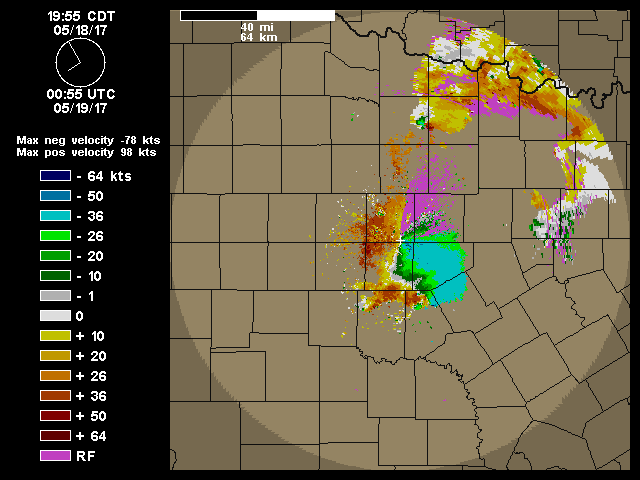 19:55 CDT
05/18/17
00:55 UTC
05/19/17
40 mi
64 km
Max neg velocity -78 kts
Max pos velocity 98 kts
- 64 kts
- 50
- 36
- 26
- 20
- 10
- 1
0
+ 10
+ 20
+ 26
+ 36
+ 50
+ 64
RF